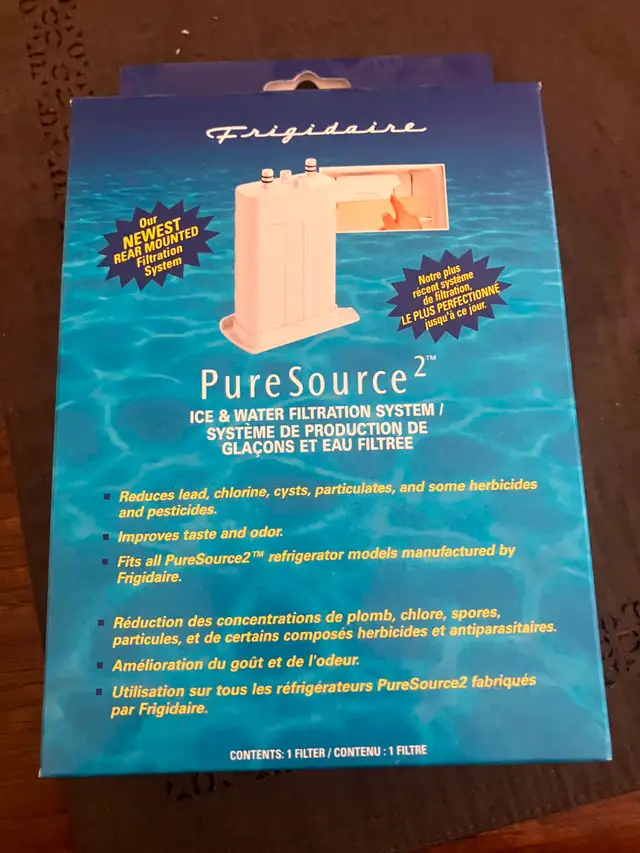 Frigidaire
Our
NEWEST
REAR MOUNTED
Filtration
System
Notre plus
récent système
de filtration,
LE PLUS PERFECTIONNÉ
jusqu'à ce jour.
PureSource2™
ICE & WATER FILTRATION SYSTEM /
SYSTÈME DE PRODUCTION DE
GLAÇONS ET EAU FILTRÉE
▪ Reduces lead, chlorine, cysts, particulates, and some herbicides
and pesticides.
▪ Improves taste and odor.
▪ Fits all PureSource2™ refrigerator models manufactured by
Frigidaire.
▪ Réduction des concentrations de plomb, chlore, spores,
particules, et de certains composés herbicides et antiparasitaires.
▪ Amélioration du goût et de l'odeur.
▪ Utilisation sur tous les réfrigérateurs PureSource2 fabriqués
par Frigidaire.
CONTENTS: 1 FILTER / CONTENU : 1 FILTRE